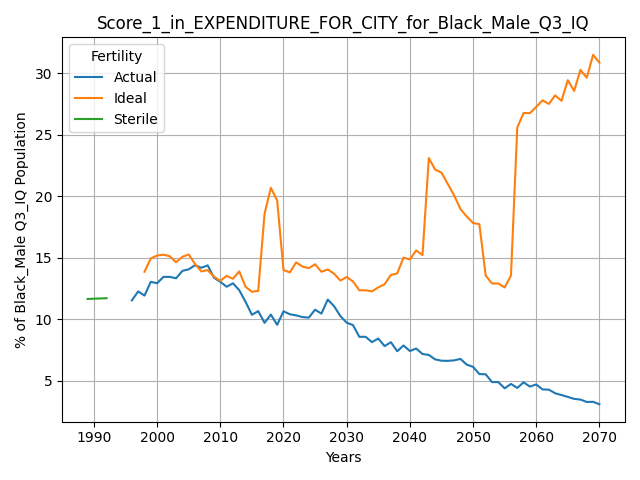 Score_1_in_EXPENDITURE_FOR_CITY_for_Black_Male_Q3_IQ
Fertility
Actual
Ideal
Sterile
% of Black_Male Q3_IQ Population
30
25
20
15
10
5
1990 2000 2010 2020 2030 2040 2050 2060 2070
Years